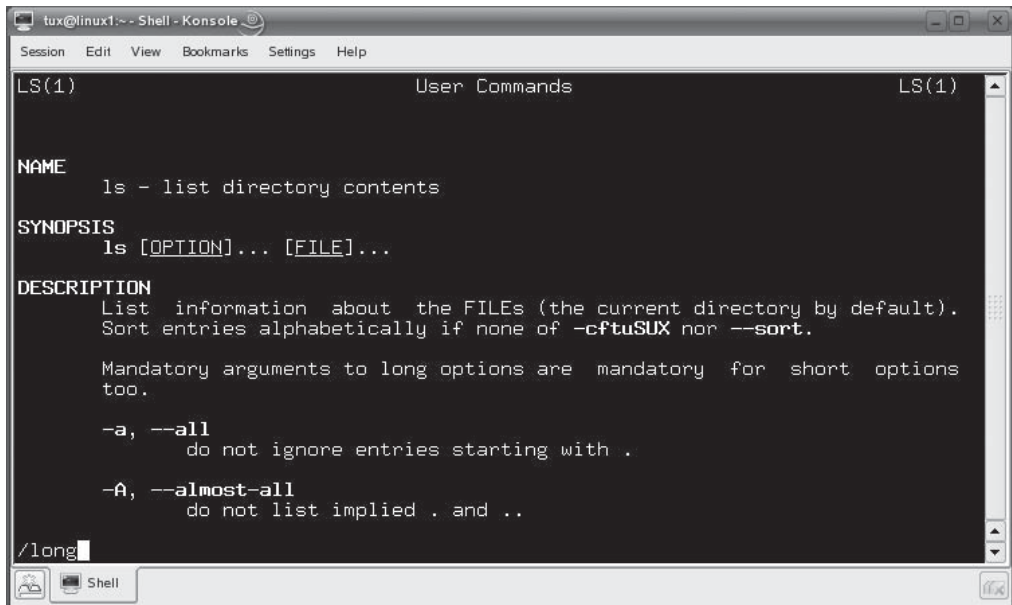 tux@linux1:~ - Shell - Konsole
Session Edit View Bookmarks Settings Help
LS(1) User Commands LS(1)
NAME
ls - list directory contents
SYNOPSIS
ls [OPTION]... [FILE]...
DESCRIPTION
List information about the FILEs (the current directory by default).
Sort entries alphabetically if none of -cftuSUX nor --sort.
Mandatory arguments to long options are mandatory for short options
too.
-a, --all
do not ignore entries starting with .
-A, --almost-all
do not list implied . and ..
/long
Shell